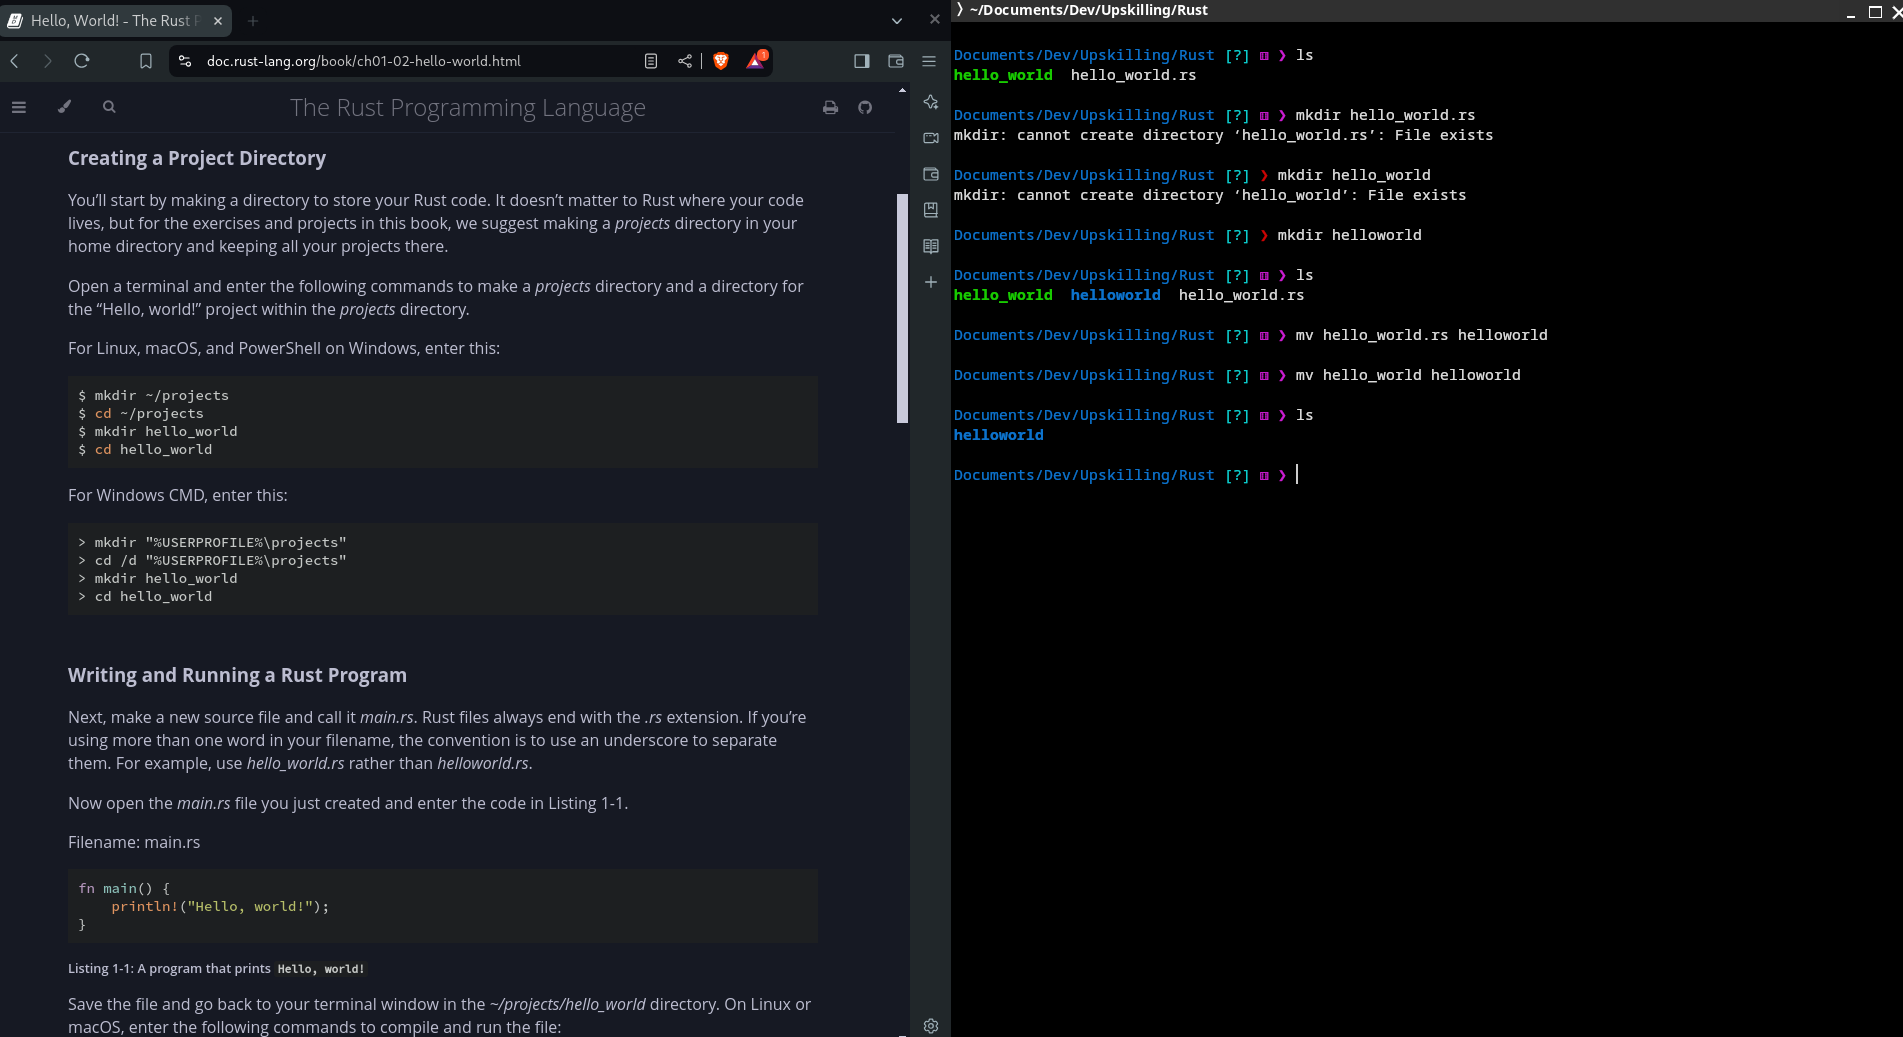 Hello, World! - The Rust P
doc.rust-lang.org/book/ch01-02-hello-world.html
1
The Rust Programming Language
Creating a Project Directory
You’ll start by making a directory to store your Rust code. It doesn’t matter to Rust where your code
lives, but for the exercises and projects in this book, we suggest making a projects directory in your
home directory and keeping all your projects there.
Open a terminal and enter the following commands to make a projects directory and a directory for
the “Hello, world!” project within the projects directory.
For Linux, macOS, and PowerShell on Windows, enter this:
$ mkdir ~/projects
$ cd ~/projects
$ mkdir hello_world
$ cd hello_world
For Windows CMD, enter this:
> mkdir "%USERPROFILE%\projects"
> cd /d "%USERPROFILE%\projects"
> mkdir hello_world
> cd hello_world
Writing and Running a Rust Program
Next, make a new source file and call it main.rs. Rust files always end with the .rs extension. If you’re
using more than one word in your filename, the convention is to use an underscore to separate
them. For example, use hello_world.rs rather than helloworld.rs.
Now open the main.rs file you just created and enter the code in Listing 1-1.
Filename: main.rs
fn main() {
    println!("Hello, world!");
}
Listing 1-1: A program that prints Hello, world!
Save the file and go back to your terminal window in the ~/projects/hello_world directory. On Linux or
macOS, enter the following commands to compile and run the file:
❯ ~/Documents/Dev/Upskilling/Rust
Documents/Dev/Upskilling/Rust [?] ❯ ls
hello_world  hello_world.rs
Documents/Dev/Upskilling/Rust [?] ❯ mkdir hello_world.rs
mkdir: cannot create directory ‘hello_world.rs’: File exists
Documents/Dev/Upskilling/Rust [?] ❯ mkdir hello_world
mkdir: cannot create directory ‘hello_world’: File exists
Documents/Dev/Upskilling/Rust [?] ❯ mkdir helloworld
Documents/Dev/Upskilling/Rust [?] ❯ ls
hello_world  helloworld  hello_world.rs
Documents/Dev/Upskilling/Rust [?] ❯ mv hello_world.rs helloworld
Documents/Dev/Upskilling/Rust [?] ❯ mv hello_world helloworld
Documents/Dev/Upskilling/Rust [?] ❯ ls
helloworld
Documents/Dev/Upskilling/Rust [?] ❯